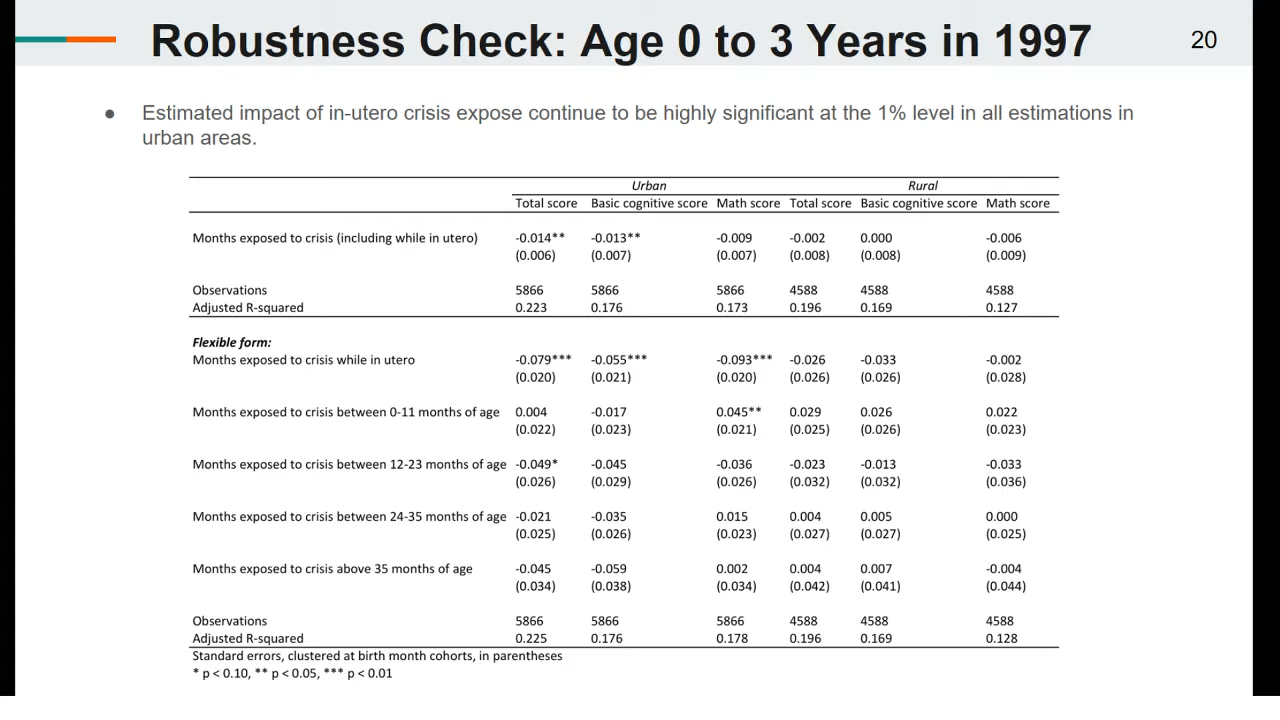 Robustness Check: Age 0 to 3 Years in 1997
20
● Estimated impact of in-utero crisis expose continue to be highly significant at the 1% level in all estimations in
urban areas.
Urban Rural
Total score Basic cognitive score Math score Total score Basic cognitive score Math score
Months exposed to crisis (including while in utero) -0.014** -0.013** -0.009 -0.002 0.000 -0.006
(0.006) (0.007) (0.007) (0.008) (0.008) (0.009)
Observations 5866 5866 5866 4588 4588 4588
Adjusted R-squared 0.223 0.176 0.173 0.196 0.169 0.127
Flexible form:
Months exposed to crisis while in utero -0.079*** -0.055*** -0.093*** -0.026 -0.033 -0.002
(0.020) (0.021) (0.020) (0.026) (0.026) (0.028)
Months exposed to crisis between 0-11 months of age 0.004 -0.017 0.045** 0.029 0.026 0.022
(0.022) (0.023) (0.021) (0.025) (0.026) (0.023)
Months exposed to crisis between 12-23 months of age -0.049* -0.045 -0.036 -0.023 -0.013 -0.033
(0.026) (0.029) (0.026) (0.032) (0.032) (0.036)
Months exposed to crisis between 24-35 months of age -0.021 -0.035 0.015 0.004 0.005 0.000
(0.025) (0.026) (0.023) (0.027) (0.027) (0.025)
Months exposed to crisis above 35 months of age -0.045 -0.059 0.002 0.004 0.007 -0.004
(0.034) (0.038) (0.034) (0.042) (0.041) (0.044)
Observations 5866 5866 5866 4588 4588 4588
Adjusted R-squared 0.225 0.176 0.178 0.196 0.169 0.128
Standard errors, clustered at birth month cohorts, in parentheses
* p < 0.10, ** p < 0.05, *** p < 0.01